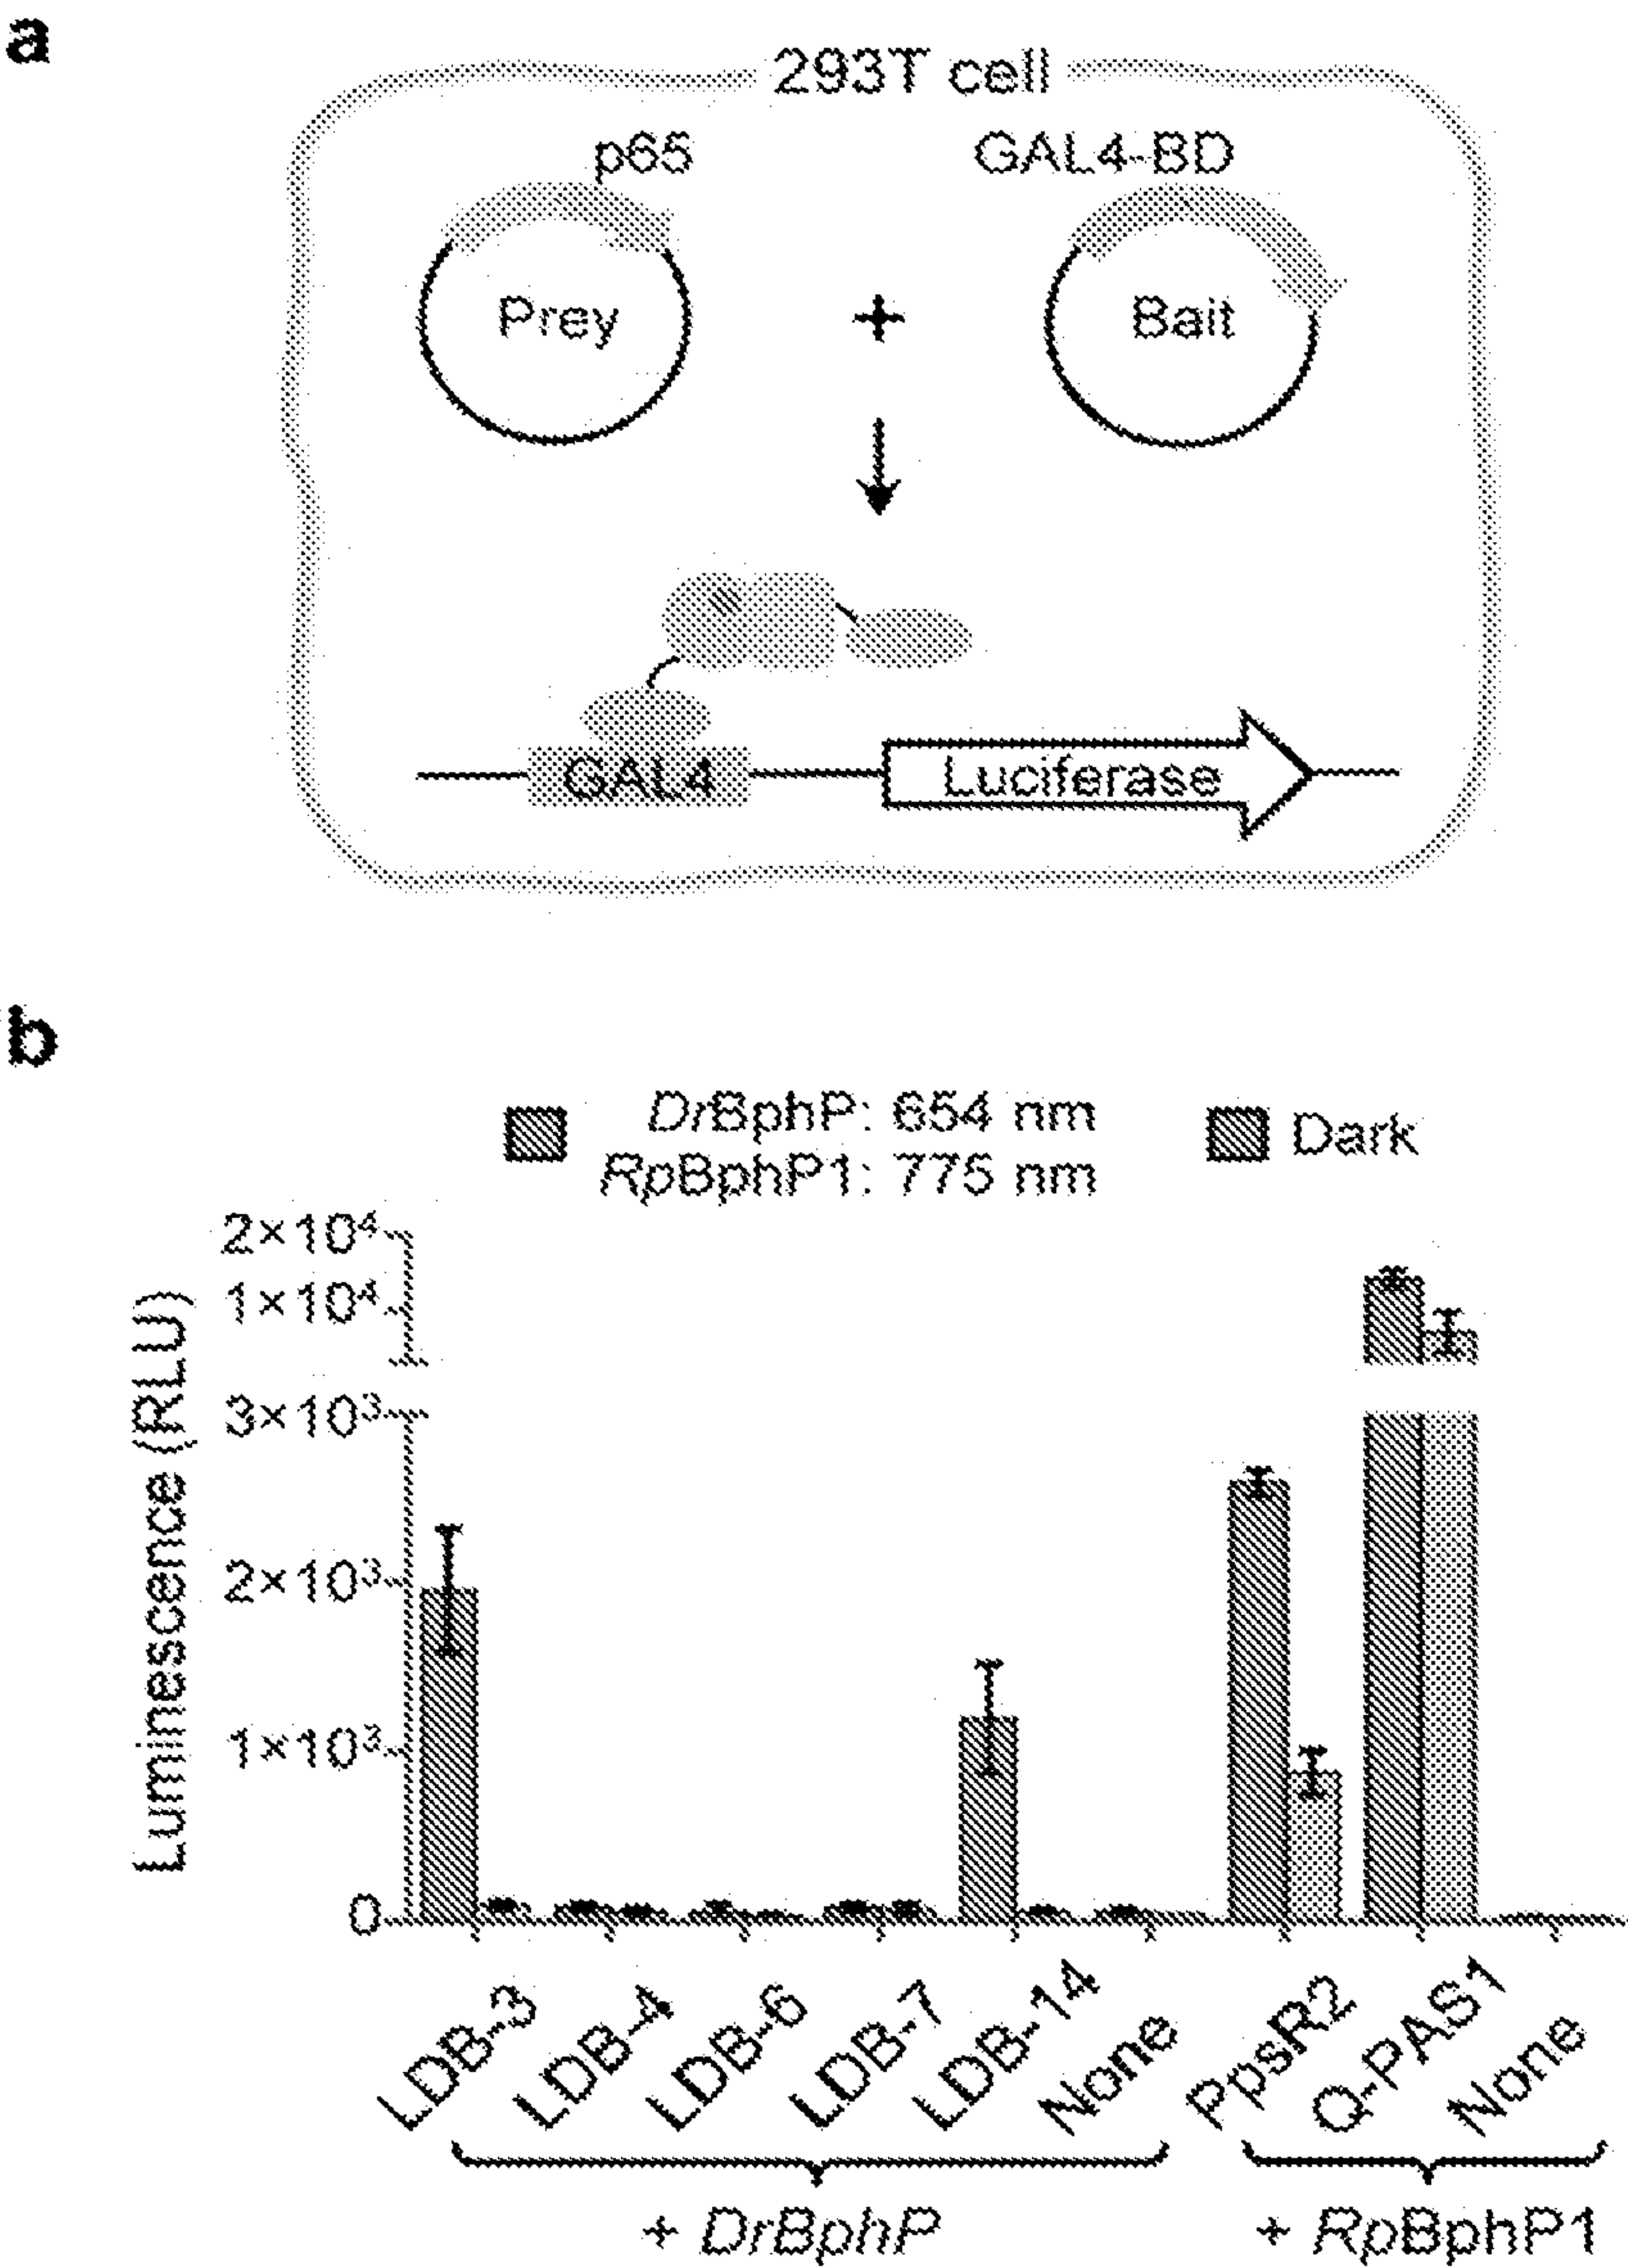 a
293T cell
p65
GAL4-BD
Prey
+
Bait
GAL4
Luciferase
b
DrBphP: 654 nm
RpBphP1: 775 nm
Dark
Luminescence (RLU)
2×10⁴
1×10⁴
3×10³
2×10³
1×10³
0
LDB-3
LDB-4
LDB-6
LDB-7
LDB-14
None
PpsR2
Q-PAS1
None
+ DrBphP
+ RpBphP1